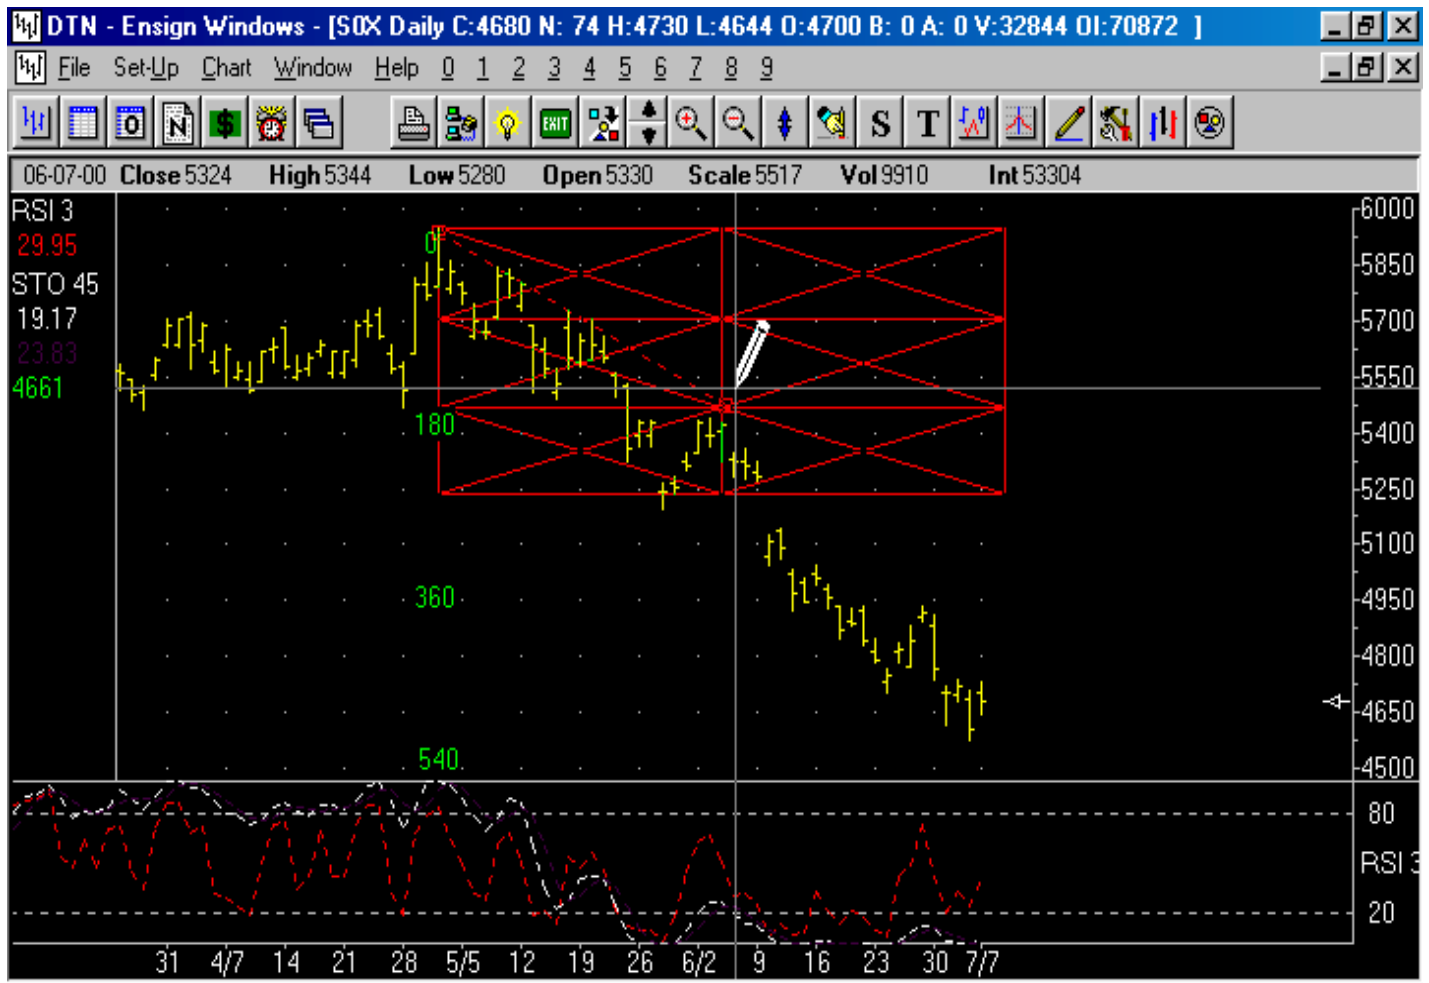 DTN - Ensign Windows - [S0X Daily C:4680 N: 74 H:4730 L:4644 O:4700 B: 0 A: 0 V:32844 OI:70872 ]
File Set-Up Chart Window Help 0 1 2 3 4 5 6 7 8 9
O N $ EXIT S T
06-07-00 Close 5324 High 5344 Low 5280 Open 5330 Scale 5517 Vol 9910 Int 53304
RSI 3
29.95
STO 45
19.17
23.83
4661
0
180
360
540
6000
5850
5700
5550
5400
5250
5100
4950
4800
4650
4500
80
RSI 3
20
31 4/7 14 21 28 5/5 12 19 26 6/2 9 16 23 30 7/7